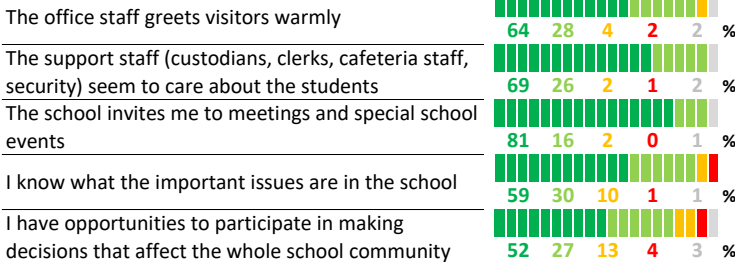 The office staff greets visitors warmly
64 28 4 2 2 %
The support staff (custodians, clerks, cafeteria staff,
security) seem to care about the students
69 26 2 1 2 %
The school invites me to meetings and special school
events
81 16 2 0 1 %
I know what the important issues are in the school
59 30 10 1 1 %
I have opportunities to participate in making
decisions that affect the whole school community
52 27 13 4 3 %